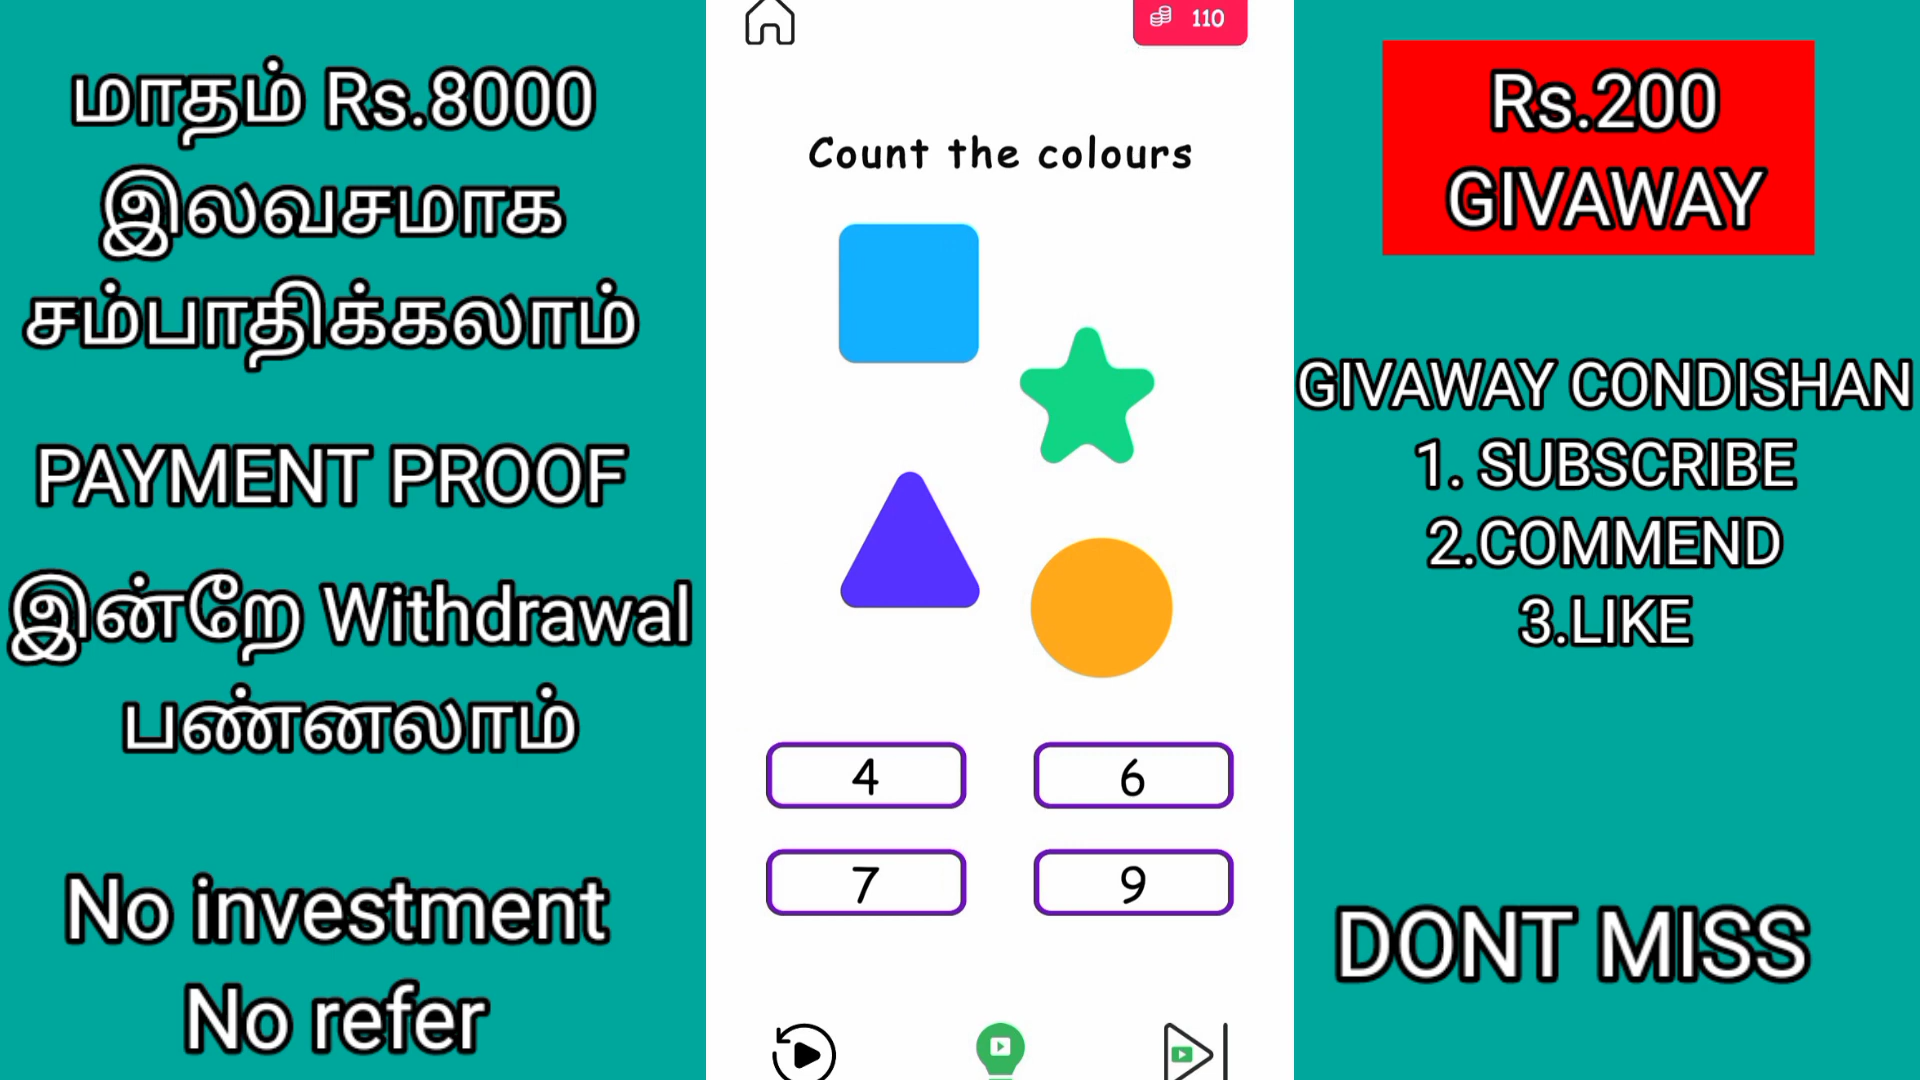 மாதம் Rs.8000
இலவசமாக
சம்பாதிக்கலாம்
PAYMENT PROOF
இன்றே Withdrawal
பண்னலாம்
No investment
No refer
110
Count the colours
4
6
7
9
Rs.200
GIVAWAY
GIVAWAY CONDISHAN
1. SUBSCRIBE
2.COMMEND
3.LIKE
DONT MISS